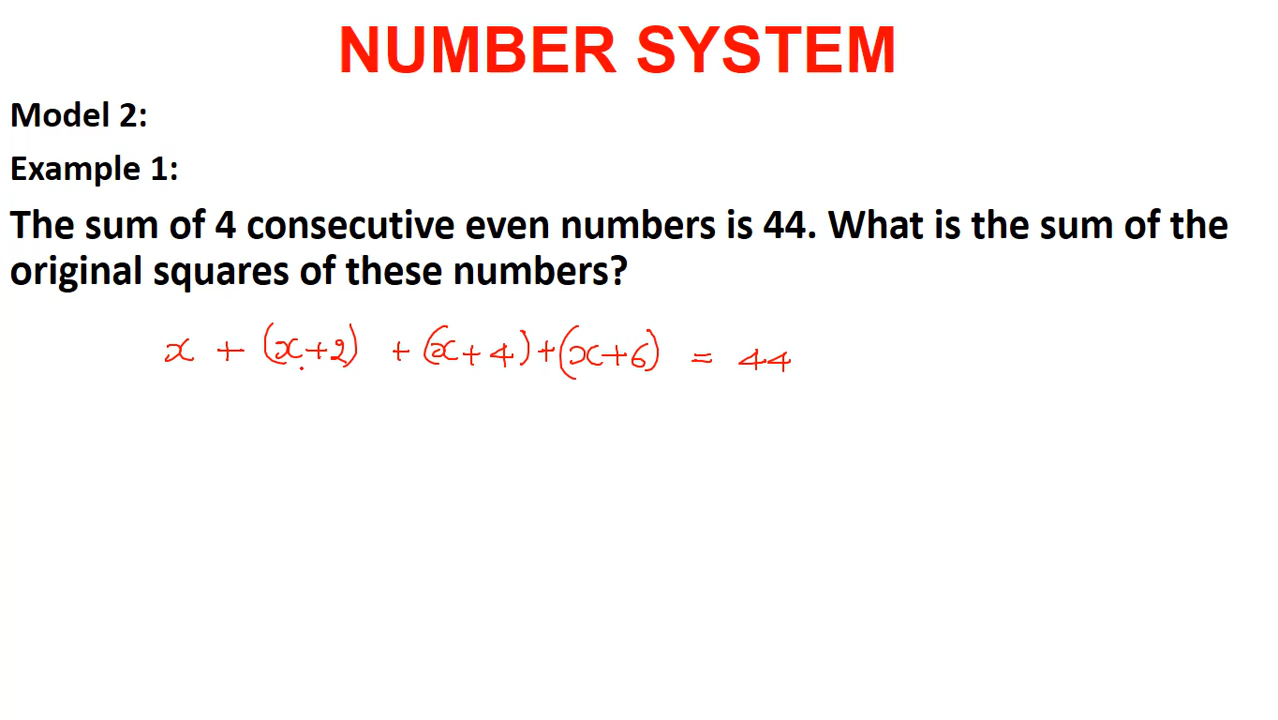 NUMBER SYSTEM
Model 2:
Example 1:
The sum of 4 consecutive even numbers is 44. What is the sum of the
original squares of these numbers?
x + (x+2) + (x+4)+(x+6) = 44